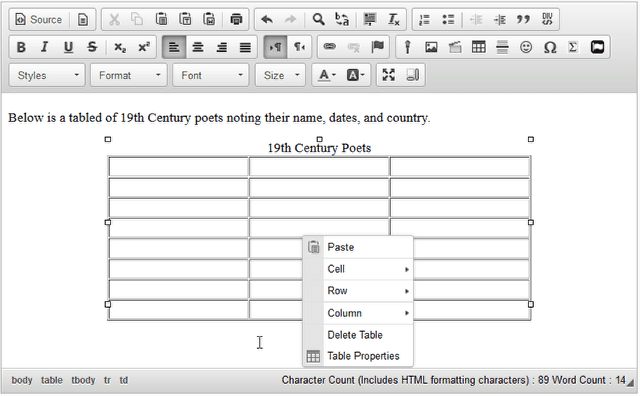 Source
B I U S X₂ X²
Styles Format Font Size A A
Below is a tabled of 19th Century poets noting their name, dates, and country.
19th Century Poets
Paste
Cell
Row
Column
Delete Table
Table Properties
body table tbody tr td Character Count (Includes HTML formatting characters) : 89 Word Count : 14